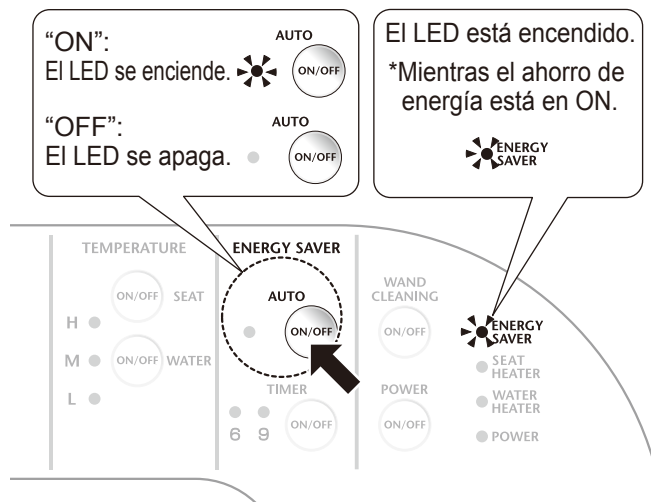 “ON”:
El LED se enciende.
AUTO
ON/OFF
“OFF”:
El LED se apaga.
AUTO
ON/OFF
El LED está encendido.
*Mientras el ahorro de
energía está en ON.
ENERGY
SAVER
TEMPERATURE
ON/OFF SEAT
H
M ON/OFF WATER
L
ENERGY SAVER
AUTO
ON/OFF
TIMER
6 9 ON/OFF
WAND
CLEANING
ON/OFF
POWER
ON/OFF
ENERGY
SAVER
SEAT
HEATER
WATER
HEATER
POWER